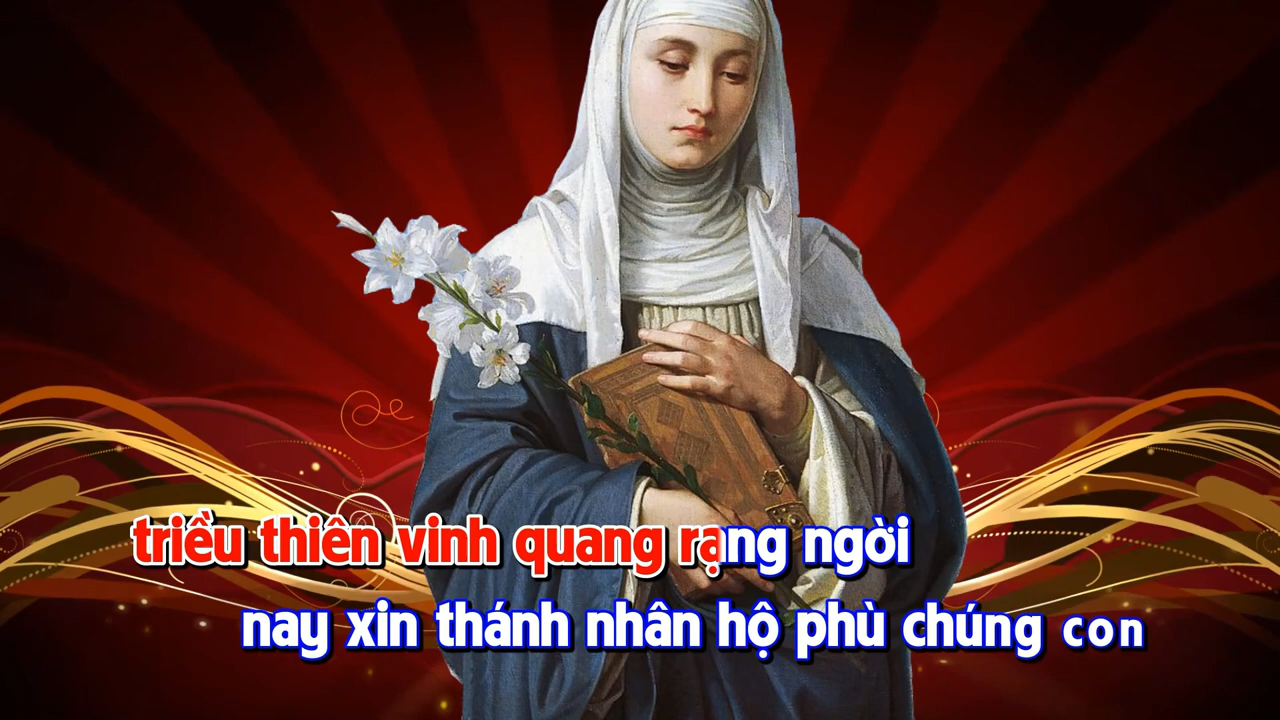 triều thiên vinh quang rạng ngời
nay xin thánh nhân hộ phù chúng con